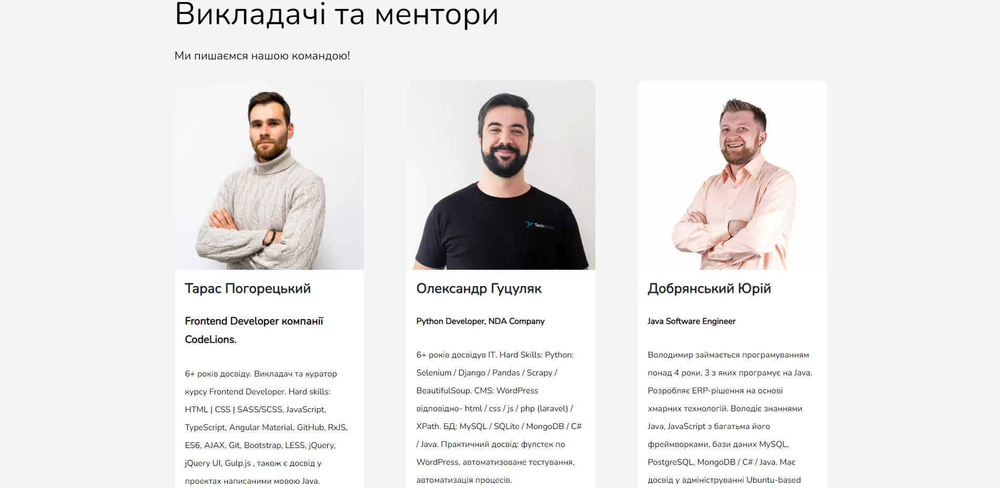 Викладачі та ментори
Ми пишаємся нашою командою!
TechMagic
Тарас Погорецький
Frontend Developer компанії
CodeLions.
6+ років досвіду. Викладач та куратор
курсу Frontend Developer. Hard skills:
HTML | CSS | SASS/SCSS, JavaScript,
TypeScript, Angular Material, GitHub, RxJS,
ES6, AJAX, Git, Bootstrap, LESS, jQuery,
jQuery UI, Gulp.js , також є досвід у
проектах написаними мовою Java.
Олександр Гуцуляк
Python Developer, NDA Company
6+ років досвідув ІТ. Hard Skills: Python:
Selenium / Django / Pandas / Scrapy /
BeautifulSoup. CMS: WordPress
відповідно- html / css / js / php (laravel) /
XPath. БД: MySQL / SQLite / MongoDB / C#
/ Java. Практичний досвід: фулстек по
WordPress, автоматизоване тестування,
автоматизація процесів.
Добрянський Юрій
Java Software Engineer
Володимир займається програмуванням
понад 4 роки, 3 з яких програмує на Java.
Розробляє ERP-рішення на основі
хмарних технологій. Володіє знаннями
Java, JavaScript з багатьма його
фреймворками, бази даних MySQL,
PostgreSQL, MongoDB / C# / Java. Має
досвід у адмініструванні Ubuntu-based